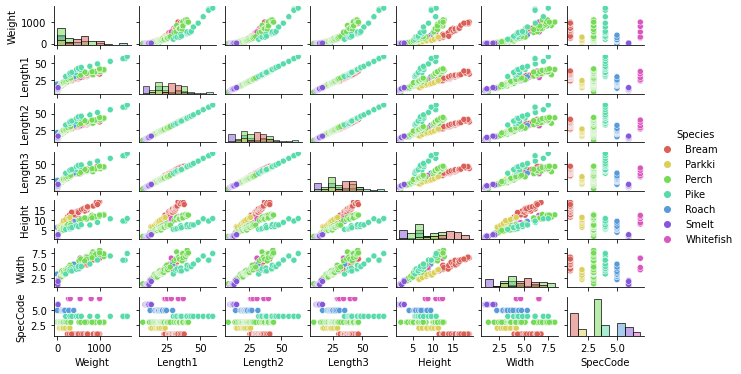 Weight
1000
0
Length1
50
25
Length2
50
25
Length3
50
25
Height
15
10
5
Width
7.5
5.0
2.5
SpecCode
5.0
2.5
0 1000
25 50
25 50
25 50
5 10 15
2.5 5.0 7.5
2.5 5.0
Weight Length1 Length2 Length3 Height Width SpecCode
Species
Bream
Parkki
Perch
Pike
Roach
Smelt
Whitefish